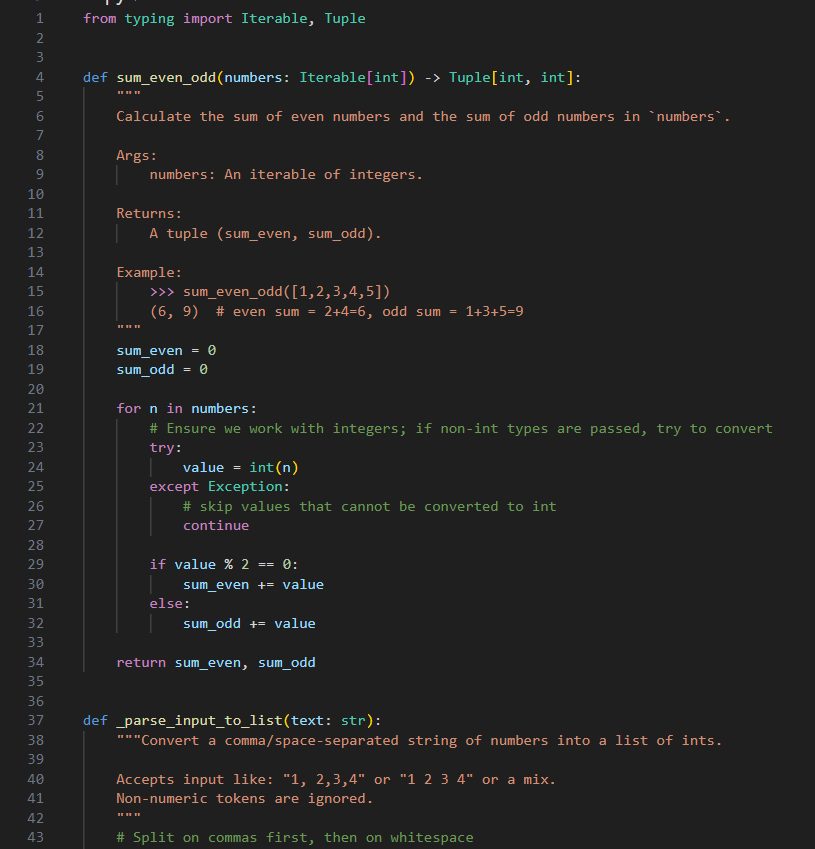 1 from typing import Iterable, Tuple
2
3
4 def sum_even_odd(numbers: Iterable[int]) -> Tuple[int, int]:
5     """
6     Calculate the sum of even numbers and the sum of odd numbers in `numbers`.
7
8     Args:
9         numbers: An iterable of integers.
10
11     Returns:
12         A tuple (sum_even, sum_odd).
13
14     Example:
15         >>> sum_even_odd([1,2,3,4,5])
16         (6, 9)  # even sum = 2+4=6, odd sum = 1+3+5=9
17     """
18     sum_even = 0
19     sum_odd = 0
20
21     for n in numbers:
22         # Ensure we work with integers; if non-int types are passed, try to convert
23         try:
24             value = int(n)
25         except Exception:
26             # skip values that cannot be converted to int
27             continue
28
29         if value % 2 == 0:
30             sum_even += value
31         else:
32             sum_odd += value
33
34     return sum_even, sum_odd
35
36
37 def _parse_input_to_list(text: str):
38     """Convert a comma/space-separated string of numbers into a list of ints.
39
40     Accepts input like: "1, 2,3,4" or "1 2 3 4" or a mix.
41     Non-numeric tokens are ignored.
42     """
43     # Split on commas first, then on whitespace